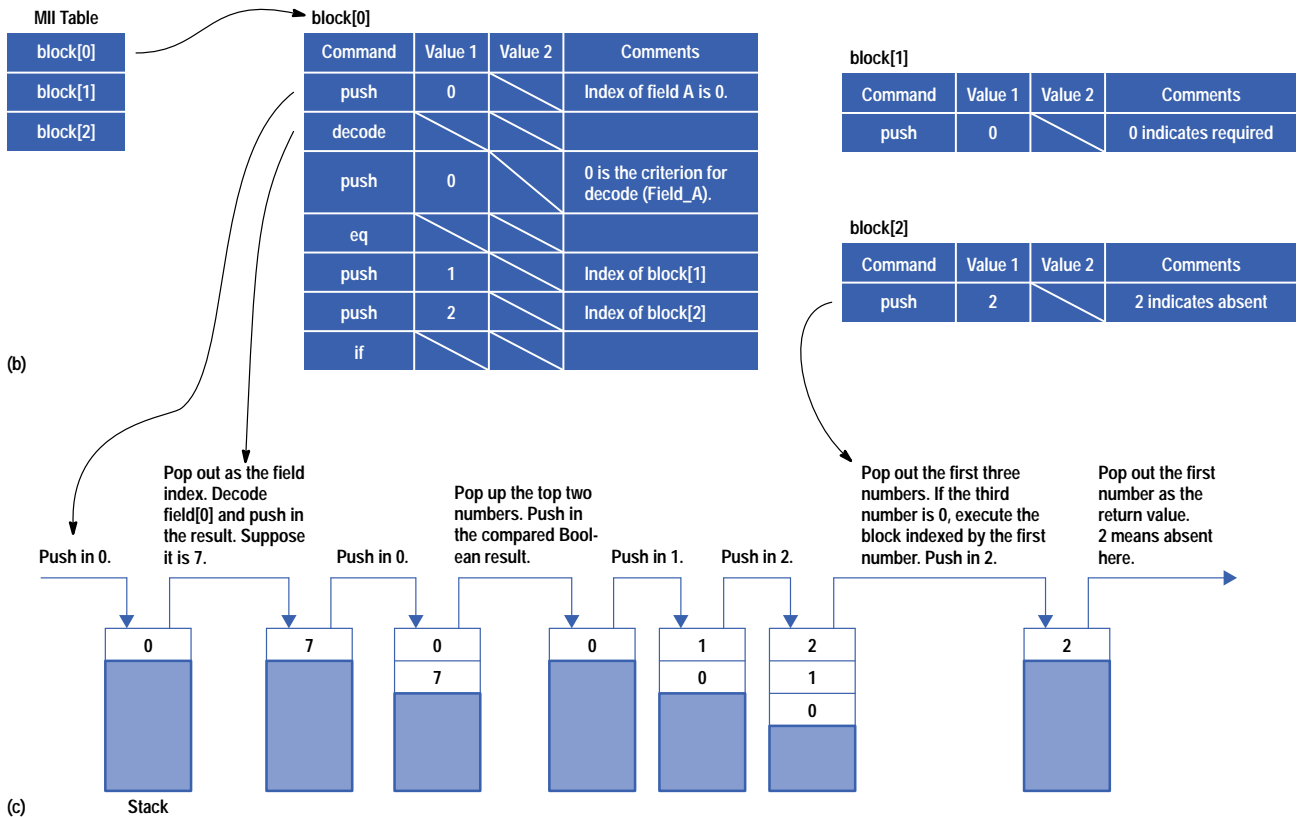 MII Table
block[0]
block[1]
block[2]
block[0]
Command Value 1 Value 2 Comments
push 0 Index of field A is 0.
decode
push 0 0 is the criterion for
decode (Field_A).
eq
push 1 Index of block[1]
push 2 Index of block[2]
if
block[1]
Command Value 1 Value 2 Comments
push 0 0 indicates required
block[2]
Command Value 1 Value 2 Comments
push 2 2 indicates absent
(b)
Push in 0.
Pop out as the field
index. Decode
field[0] and push in
the result. Suppose
it is 7.
Push in 0.
Pop up the top two
numbers. Push in
the compared Bool-
ean result.
Push in 1.
Push in 2.
Pop out the first three
numbers. If the third
number is 0, execute the
block indexed by the first
number. Push in 2.
Pop out the first
number as the
return value.
2 means absent
here.
0
7
0
7
0
1
0
2
1
0
2
(c)
Stack